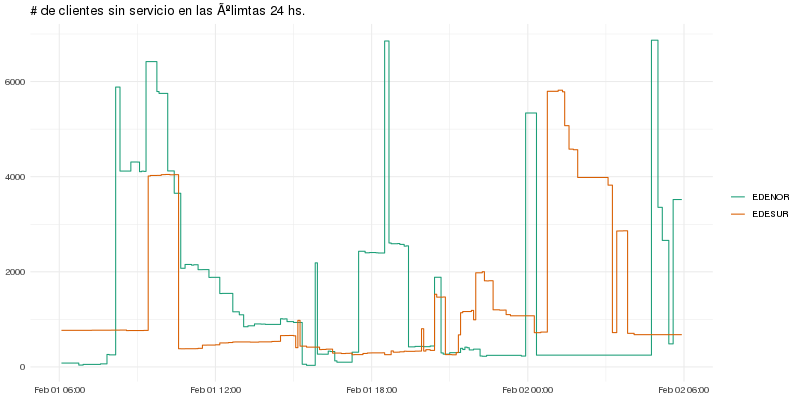 # de clientes sin servicio en las Ãºlimtas 24 hs.
6000
4000
2000
0
Feb 01 06:00
Feb 01 12:00
Feb 01 18:00
Feb 02 00:00
Feb 02 06:00
EDENOR
EDESUR